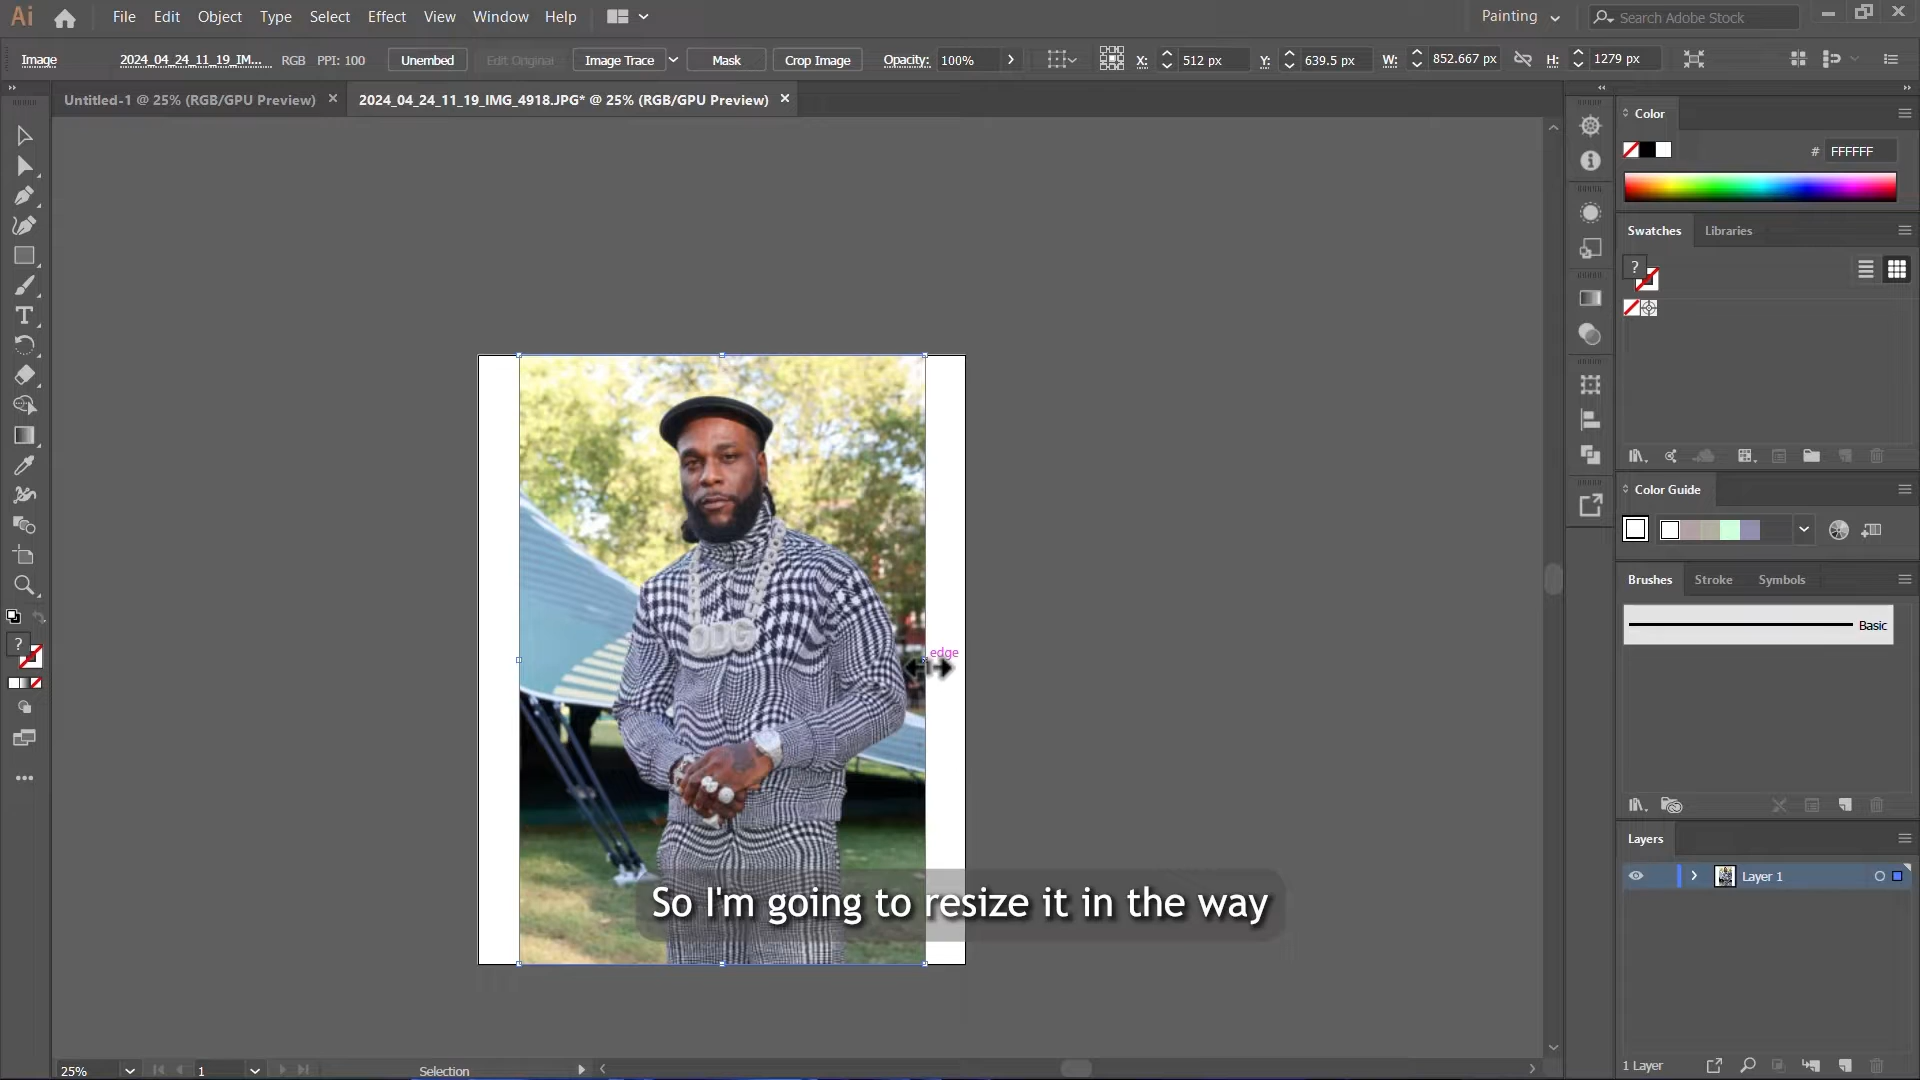 Ai File Edit Object Type Select Effect View Window Help Painting Search Adobe Stock
Image 2024_04_24_11_19_IM... RGB PPI: 100 Unembed Edit Original Image Trace Mask Crop Image Opacity: 100% X: 512 px Y: 639.5 px W: 852.667 px H: 1279 px
Untitled-1 @ 25% (RGB/GPU Preview) 2024_04_24_11_19_IMG_4918.JPG* @ 25% (RGB/GPU Preview)
Color
# FFFFFF
Swatches Libraries
?
Color Guide
Brushes Stroke Symbols
Basic
ODG
edge
?
Layers
Layer 1
So I'm going to resize it in the way
25% 1 Selection
1 Layer